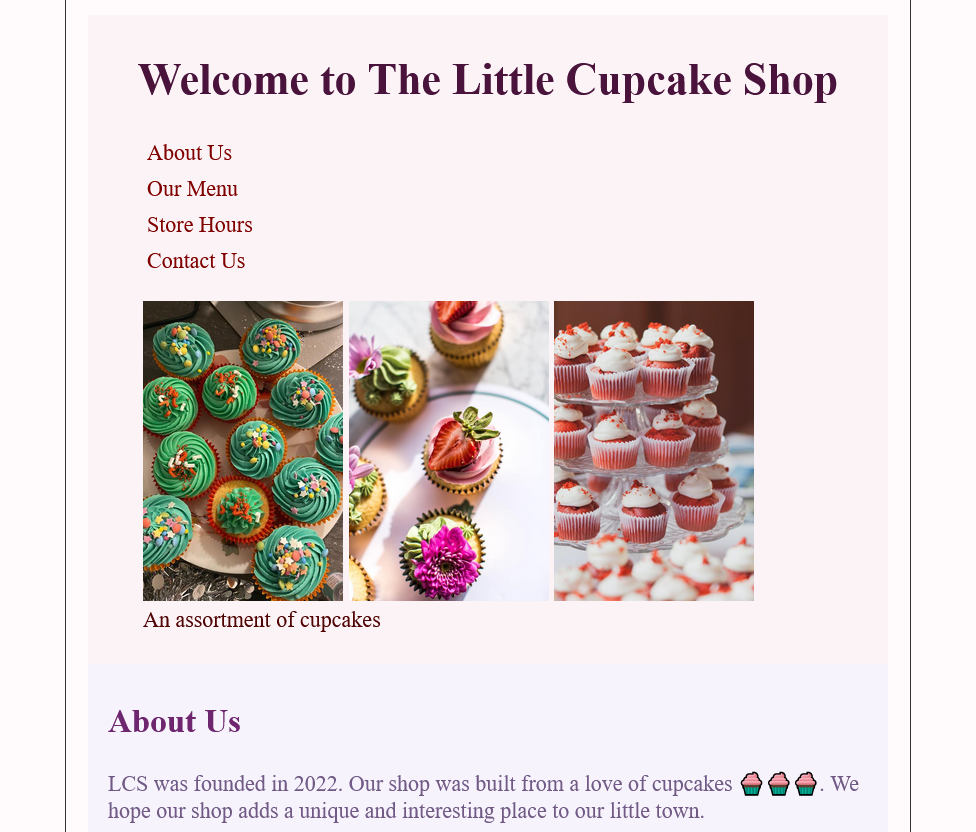 Welcome to The Little Cupcake Shop
About Us
Our Menu
Store Hours
Contact Us
An assortment of cupcakes
About Us
LCS was founded in 2022. Our shop was built from a love of cupcakes 🧁🧁🧁. We
hope our shop adds a unique and interesting place to our little town.